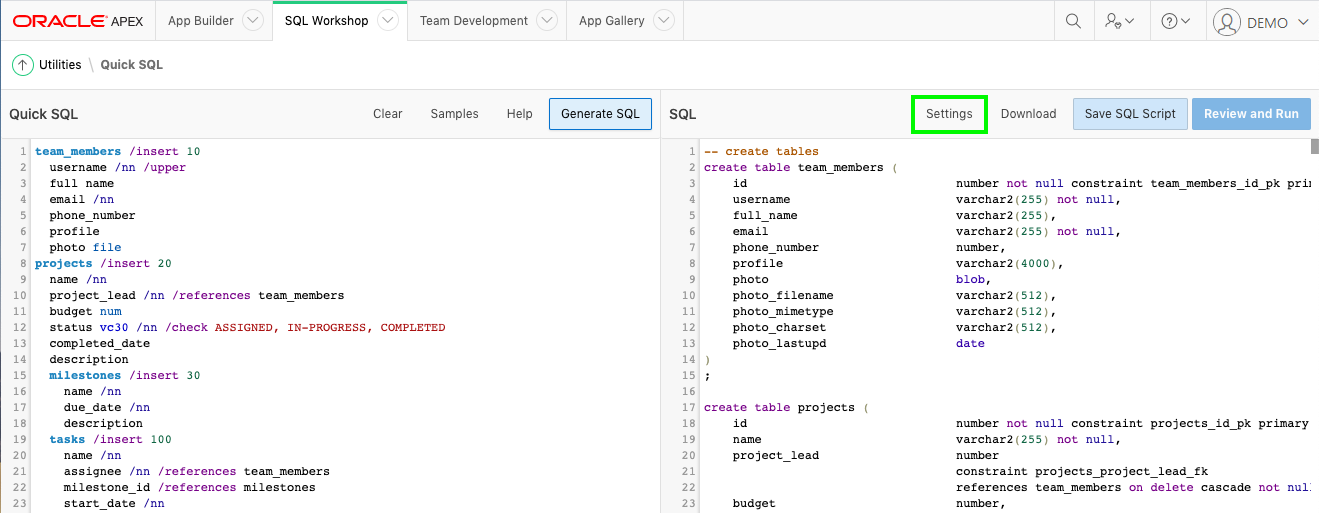 ORACLE APEX App Builder SQL Workshop Team Development App Gallery DEMO
Utilities \ Quick SQL
Quick SQL Clear Samples Help Generate SQL
1 team_members /insert 10
2 username /nn /upper
3 full name
4 email /nn
5 phone_number
6 profile
7 photo file
8 projects /insert 20
9 name /nn
10 project_lead /nn /references team_members
11 budget num
12 status vc30 /nn /check ASSIGNED, IN-PROGRESS, COMPLETED
13 completed_date
14 description
15 milestones /insert 30
16 name /nn
17 due_date /nn
18 description
19 tasks /insert 100
20 name /nn
21 assignee /nn /references team_members
22 milestone_id /references milestones
23 start_date /nn
SQL Settings Download Save SQL Script Review and Run
1 -- create tables
2 create table team_members (
3 id number not null constraint team_members_id_pk pri
4 username varchar2(255) not null,
5 full_name varchar2(255),
6 email varchar2(255) not null,
7 phone_number number,
8 profile varchar2(4000),
9 photo blob,
10 photo_filename varchar2(512),
11 photo_mimetype varchar2(512),
12 photo_charset varchar2(512),
13 photo_lastupd date
14 )
15 ;
16
17 create table projects (
18 id number not null constraint projects_id_pk primary
19 name varchar2(255) not null,
20 project_lead number
21 constraint projects_project_lead_fk
22 references team_members on delete cascade not nul
23 budget number,